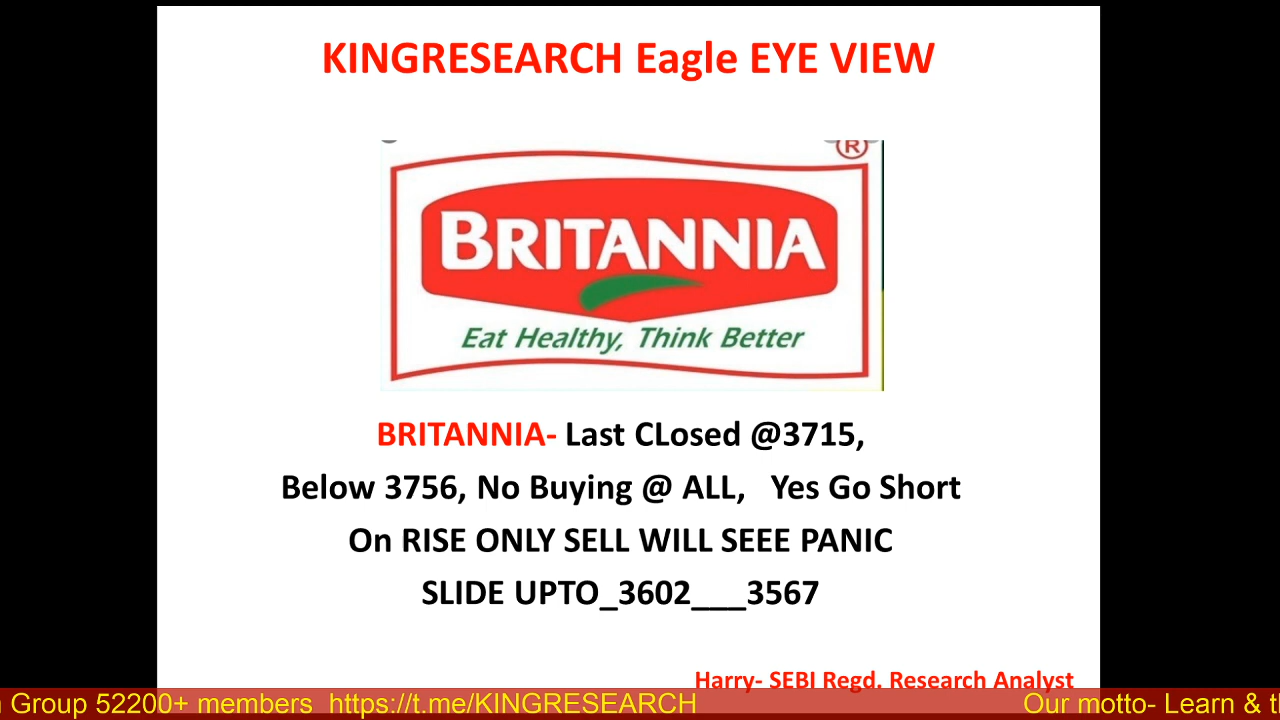 KINGRESEARCH Eagle EYE VIEW
®
BRITANNIA
Eat Healthy, Think Better
BRITANNIA- Last CLosed @3715,
Below 3756, No Buying @ ALL,   Yes Go Short
On RISE ONLY SELL WILL SEEE PANIC
SLIDE UPTO_3602___3567
Harry- SEBI Regd. Research Analyst
Group 52200+ members  https://t.me/KINGRESEARCH
Our motto- Learn &